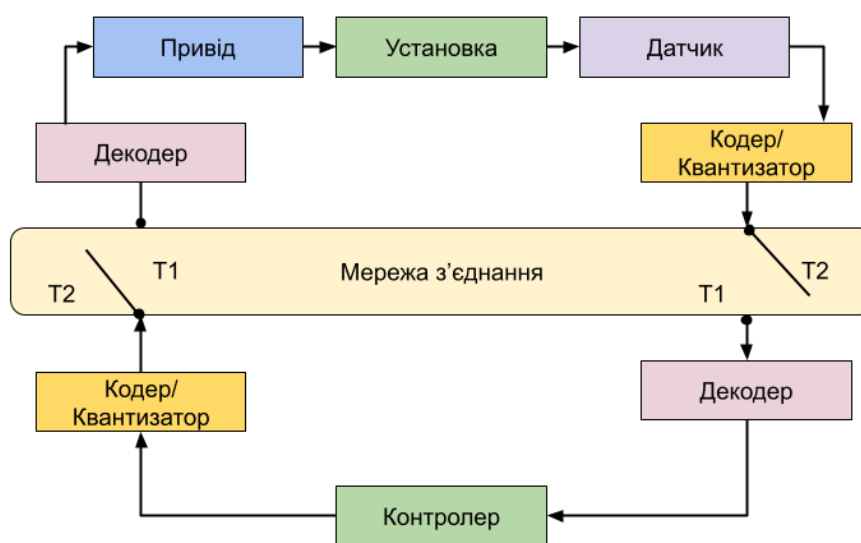 Привід
Установка
Датчик
Декодер
Кодер/
Квантизатор
T1
T2
Мережа з’єднання
T2
T1
Кодер/
Квантизатор
Декодер
Контролер